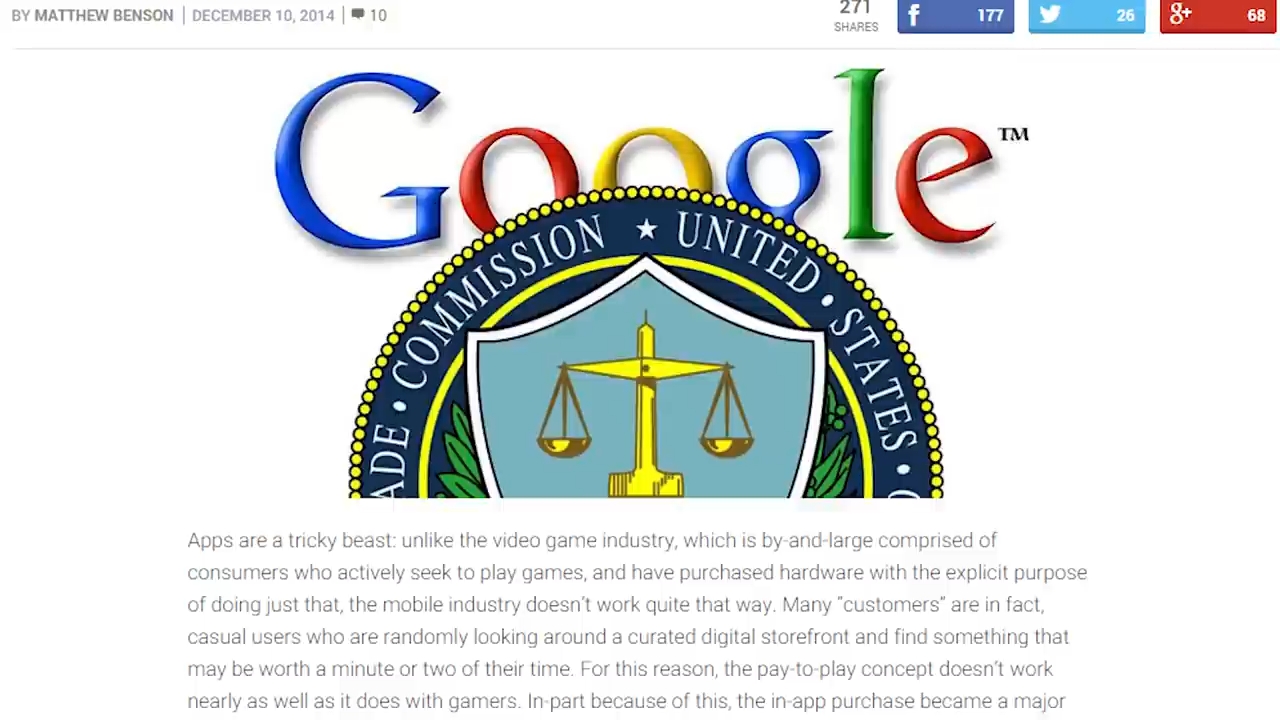 BY MATTHEW BENSON | DECEMBER 10, 2014 | 10
271
SHARES
f 177
26
g+ 68
Google™
ADE • COMMISSION ★ UNITED • STATES •
Apps are a tricky beast: unlike the video game industry, which is by-and-large comprised of
consumers who actively seek to play games, and have purchased hardware with the explicit purpose
of doing just that, the mobile industry doesn't work quite that way. Many “customers” are in fact,
casual users who are randomly looking around a curated digital storefront and find something that
may be worth a minute or two of their time. For this reason, the pay-to-play concept doesn't work
nearly as well as it does with gamers. In-part because of this, the in-app purchase became a major